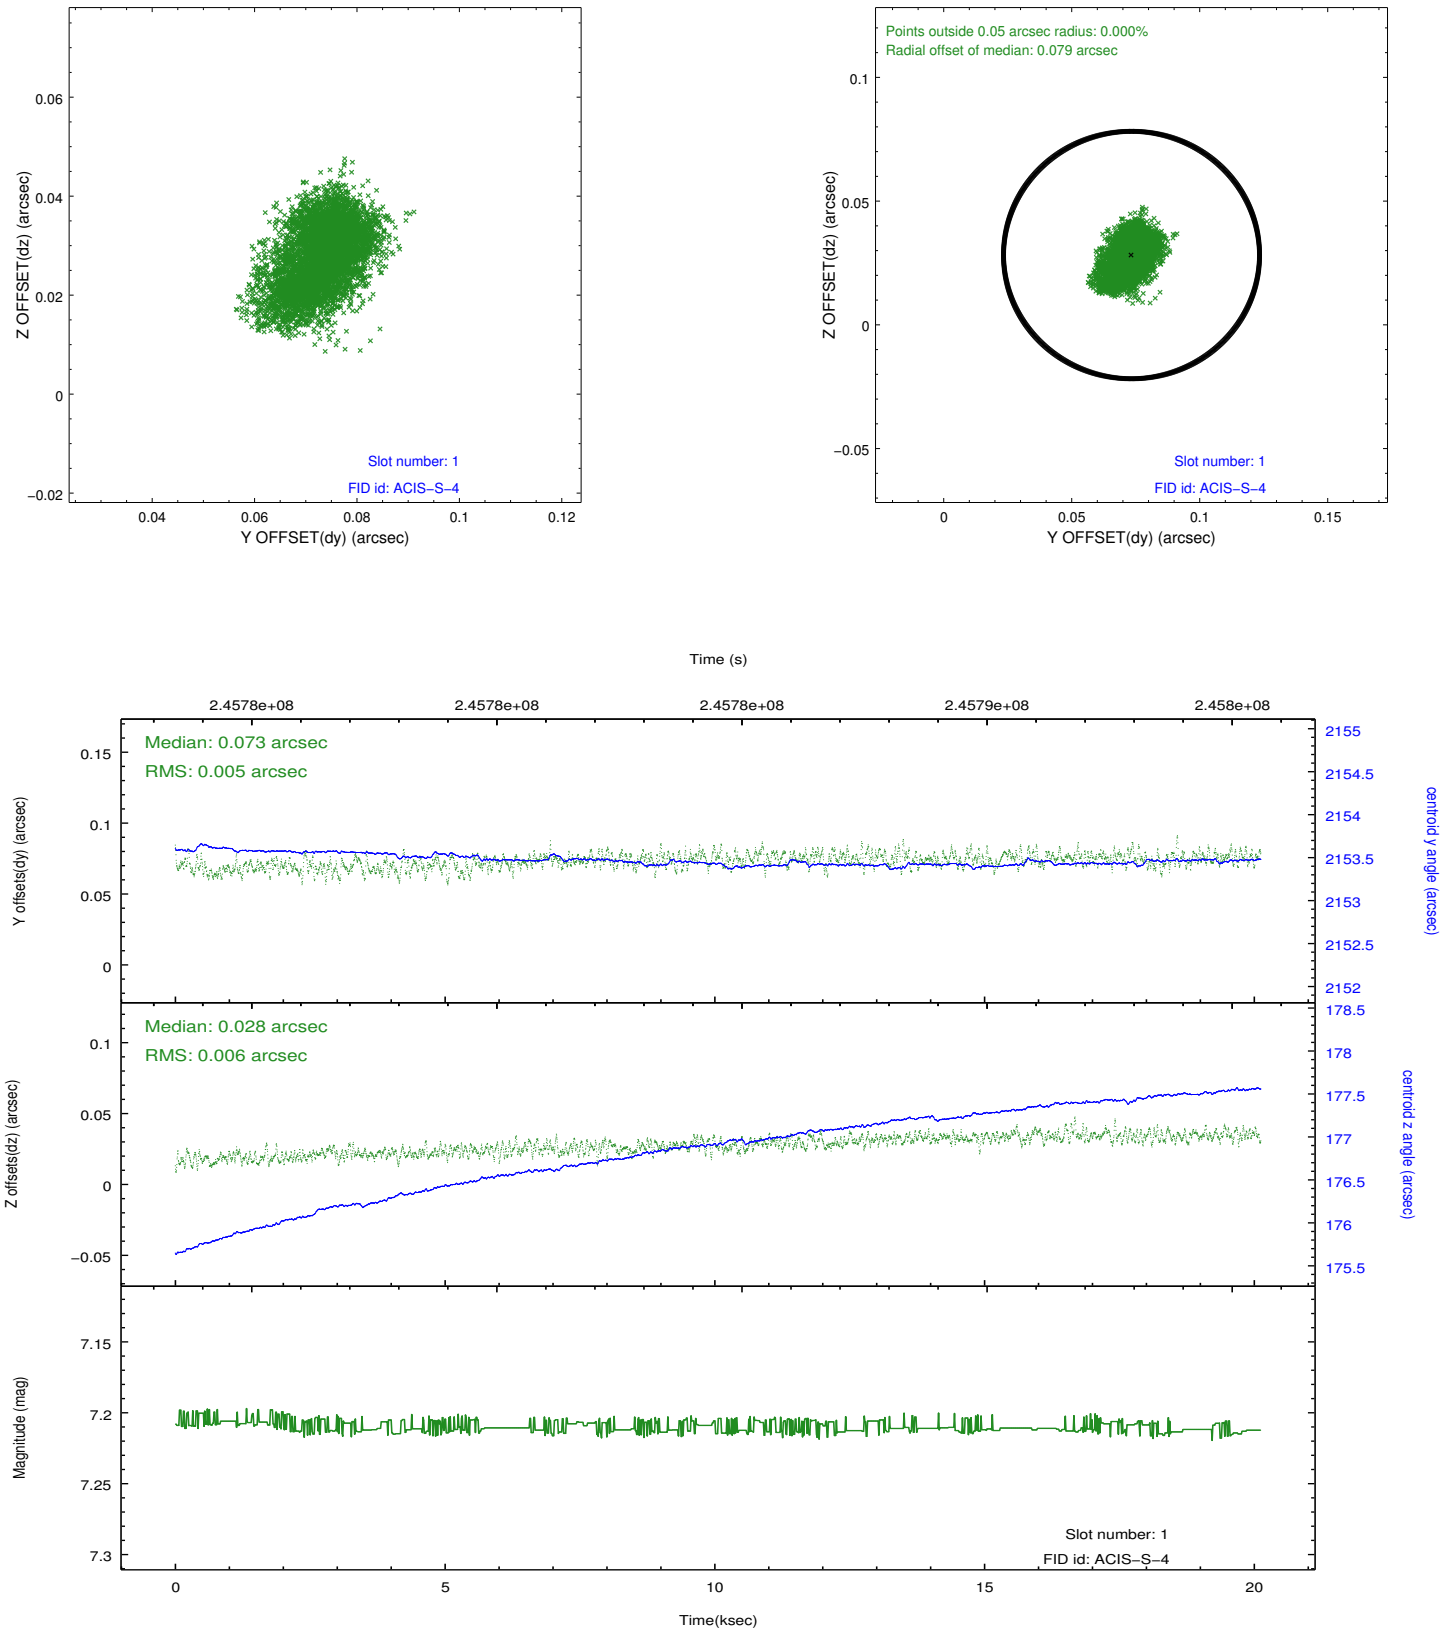 0.06
0.04
0.02
0
−0.02
Z OFFSET(dz) (arcsec)
Slot number: 1
FID id: ACIS−S−4
0.04
0.06
0.08
0.1
0.12
Y OFFSET(dy) (arcsec)
Points outside 0.05 arcsec radius: 0.000%
Radial offset of median: 0.079 arcsec
0.1
0.05
0
−0.05
Z OFFSET(dz) (arcsec)
Slot number: 1
FID id: ACIS−S−4
0
0.05
0.1
0.15
Y OFFSET(dy) (arcsec)
Time (s)
2.4578e+08
2.4578e+08
2.4578e+08
2.4579e+08
2.458e+08
Median: 0.073 arcsec
RMS: 0.005 arcsec
0.15
0.1
0.05
0
Y offsets(dy) (arcsec)
2155
2154.5
2154
2153.5
2153
2152.5
2152
centroid y angle (arcsec)
Median: 0.028 arcsec
RMS: 0.006 arcsec
0.1
0.05
0
−0.05
Z offsets(dz) (arcsec)
178.5
178
177.5
177
176.5
176
175.5
centroid z angle (arcsec)
7.15
7.2
7.25
7.3
Magnitude (mag)
Slot number: 1
FID id: ACIS−S−4
0
5
10
15
20
Time(ksec)